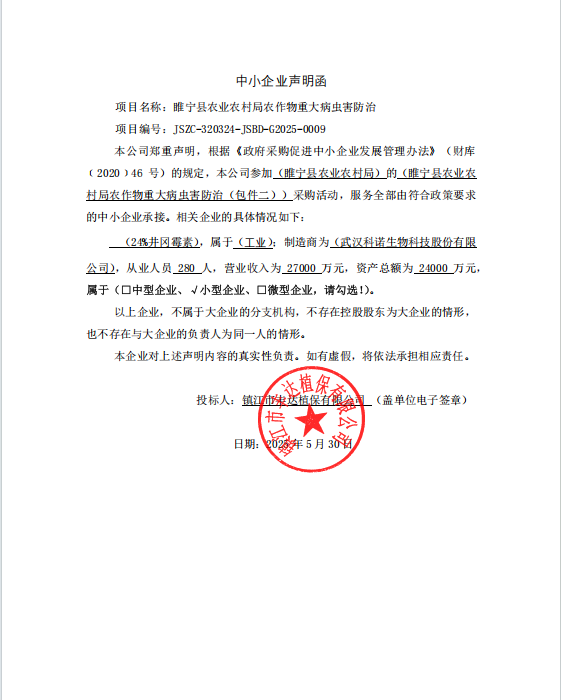 中小企业声明函
项目名称：睢宁县农业农村局农作物重大病虫害防治
项目编号：JSZC-320324-JSBD-G2025-0009
本公司郑重声明，根据《政府采购促进中小企业发展管理办法》（财库
﹝2020﹞46 号）的规定，本公司参加（睢宁县农业农村局）的（睢宁县农业农
村局农作物重大病虫害防治（包件二））采购活动，服务全部由符合政策要求
的中小企业承接。相关企业的具体情况如下：
（24%井冈霉素），属于（工业）；制造商为（武汉科诺生物科技股份有限
公司），从业人员 280 人，营业收入为 27000 万元，资产总额为 24000 万元，
属于（□中型企业、√小型企业、□微型企业，请勾选！）。
以上企业，不属于大企业的分支机构，不存在控股股东为大企业的情形，
也不存在与大企业的负责人为同一人的情形。
本企业对上述声明内容的真实性负责。如有虚假，将依法承担相应责任。
投标人：镇江市 达植保有限公司 （盖单位电子签章）
日期：2025 年 5 月 30 日
镇江市 达植保有限公司